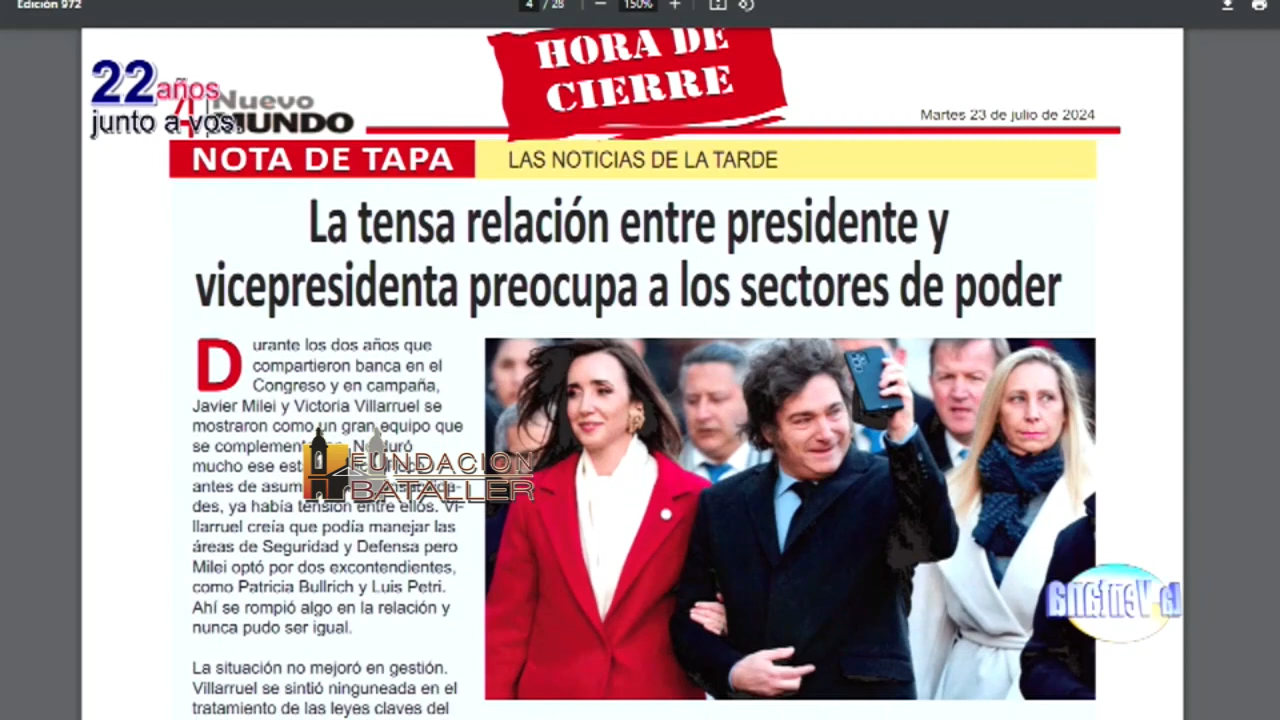 Edición 972
4 / 28
150%
HORA DE
CIERRE
22 años
junto a vos.
Nuevo
MUNDO
Martes 23 de julio de 2024
NOTA DE TAPA
LAS NOTICIAS DE LA TARDE
La tensa relación entre presidente y
vicepresidenta preocupa a los sectores de poder
Durante los dos años que
compartieron banca en el
Congreso y en campaña,
Javier Milei y Victoria Villarruel se
mostraron como un gran equipo que
se complement
duró
mucho ese
antes de asum
des, ya había tensión entre ellos. Vi-
llarruel creía que podía manejar las
áreas de Seguridad y Defensa pero
Milei optó por dos excontendientes,
como Patricia Bullrich y Luis Petri.
Ahí se rompió algo en la relación y
nunca pudo ser igual.
La situación no mejoró en gestión.
Villarruel se sintió ninguneada en el
tratamiento de las leyes claves del
FUNDACION
BATALLER
la Ventana